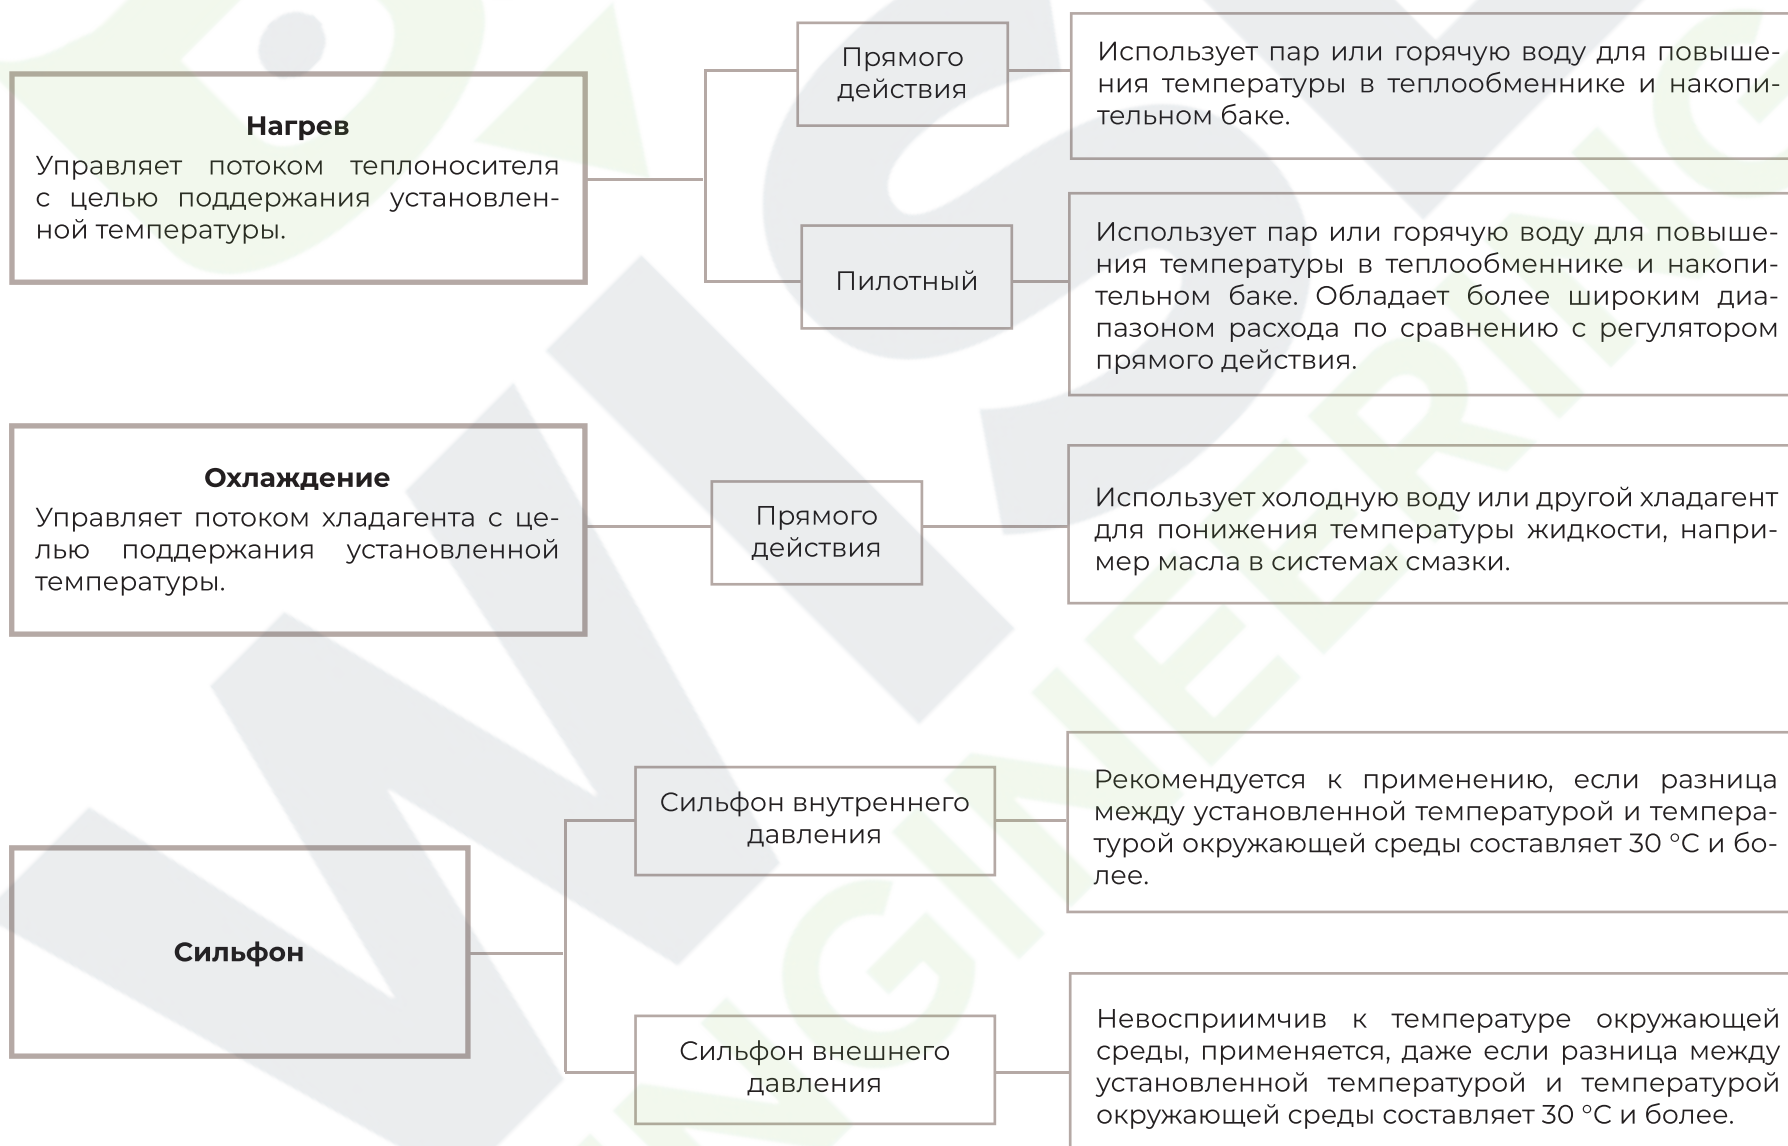 Нагрев
Управляет потоком теплоносителя
с целью поддержания установлен-
ной температуры.
Прямого
действия
Использует пар или горячую воду для повыше-
ния температуры в теплообменнике и накопи-
тельном баке.
Пилотный
Использует пар или горячую воду для повыше-
ния температуры в теплообменнике и накопи-
тельном баке. Обладает более широким диа-
пазоном расхода по сравнению с регулятором
прямого действия.
Охлаждение
Управляет потоком хладагента с це-
лью поддержания установленной
температуры.
Прямого
действия
Использует холодную воду или другой хладагент
для понижения температуры жидкости, напри-
мер масла в системах смазки.
Сильфон
Сильфон внутреннего
давления
Рекомендуется к применению, если разница
между установленной температурой и темпера-
турой окружающей среды составляет 30 °C и бо-
лее.
Сильфон внешнего
давления
Невосприимчив к температуре окружающей
среды, применяется, даже если разница между
установленной температурой и температурой
окружающей среды составляет 30 °C и более.